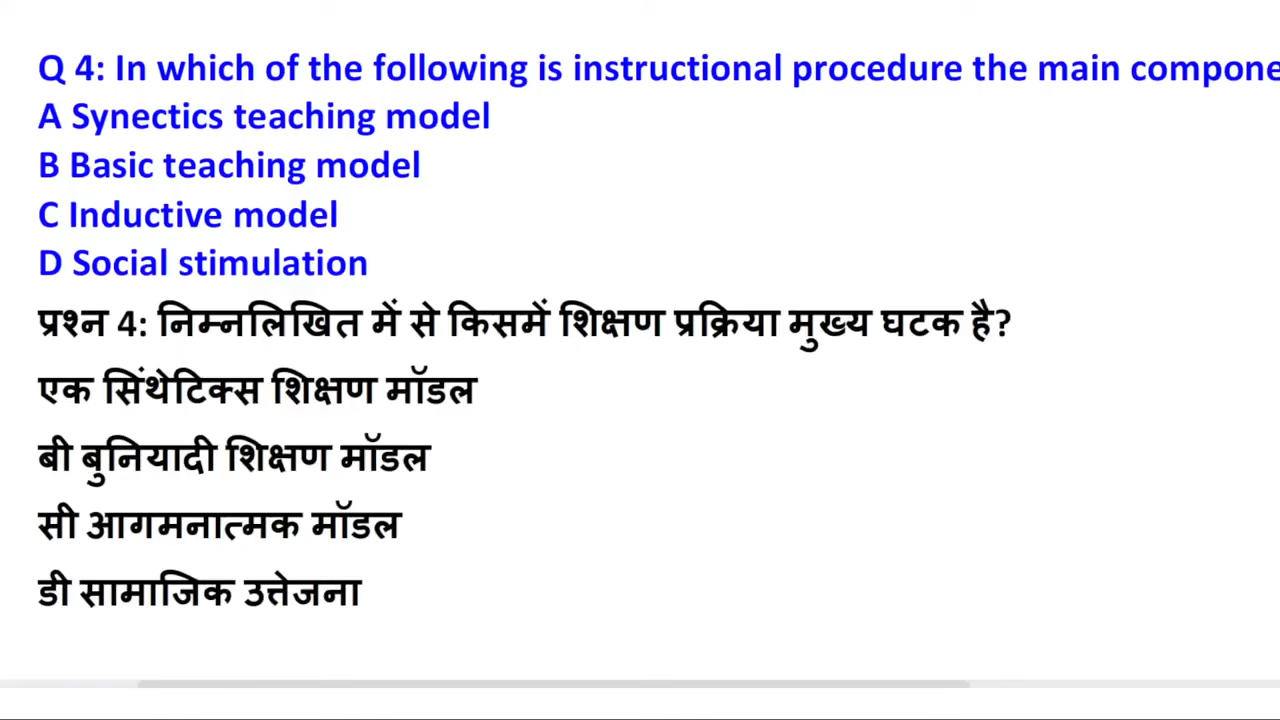 Q 4: In which of the following is instructional procedure the main compone
A Synectics teaching model
B Basic teaching model
C Inductive model
D Social stimulation
प्रश्न 4: निम्नलिखित में से किसमें शिक्षण प्रक्रिया मुख्य घटक है?
एक सिंथेटिक्स शिक्षण मॉडल
बी बुनियादी शिक्षण मॉडल
सी आगमनात्मक मॉडल
डी सामाजिक उत्तेजना